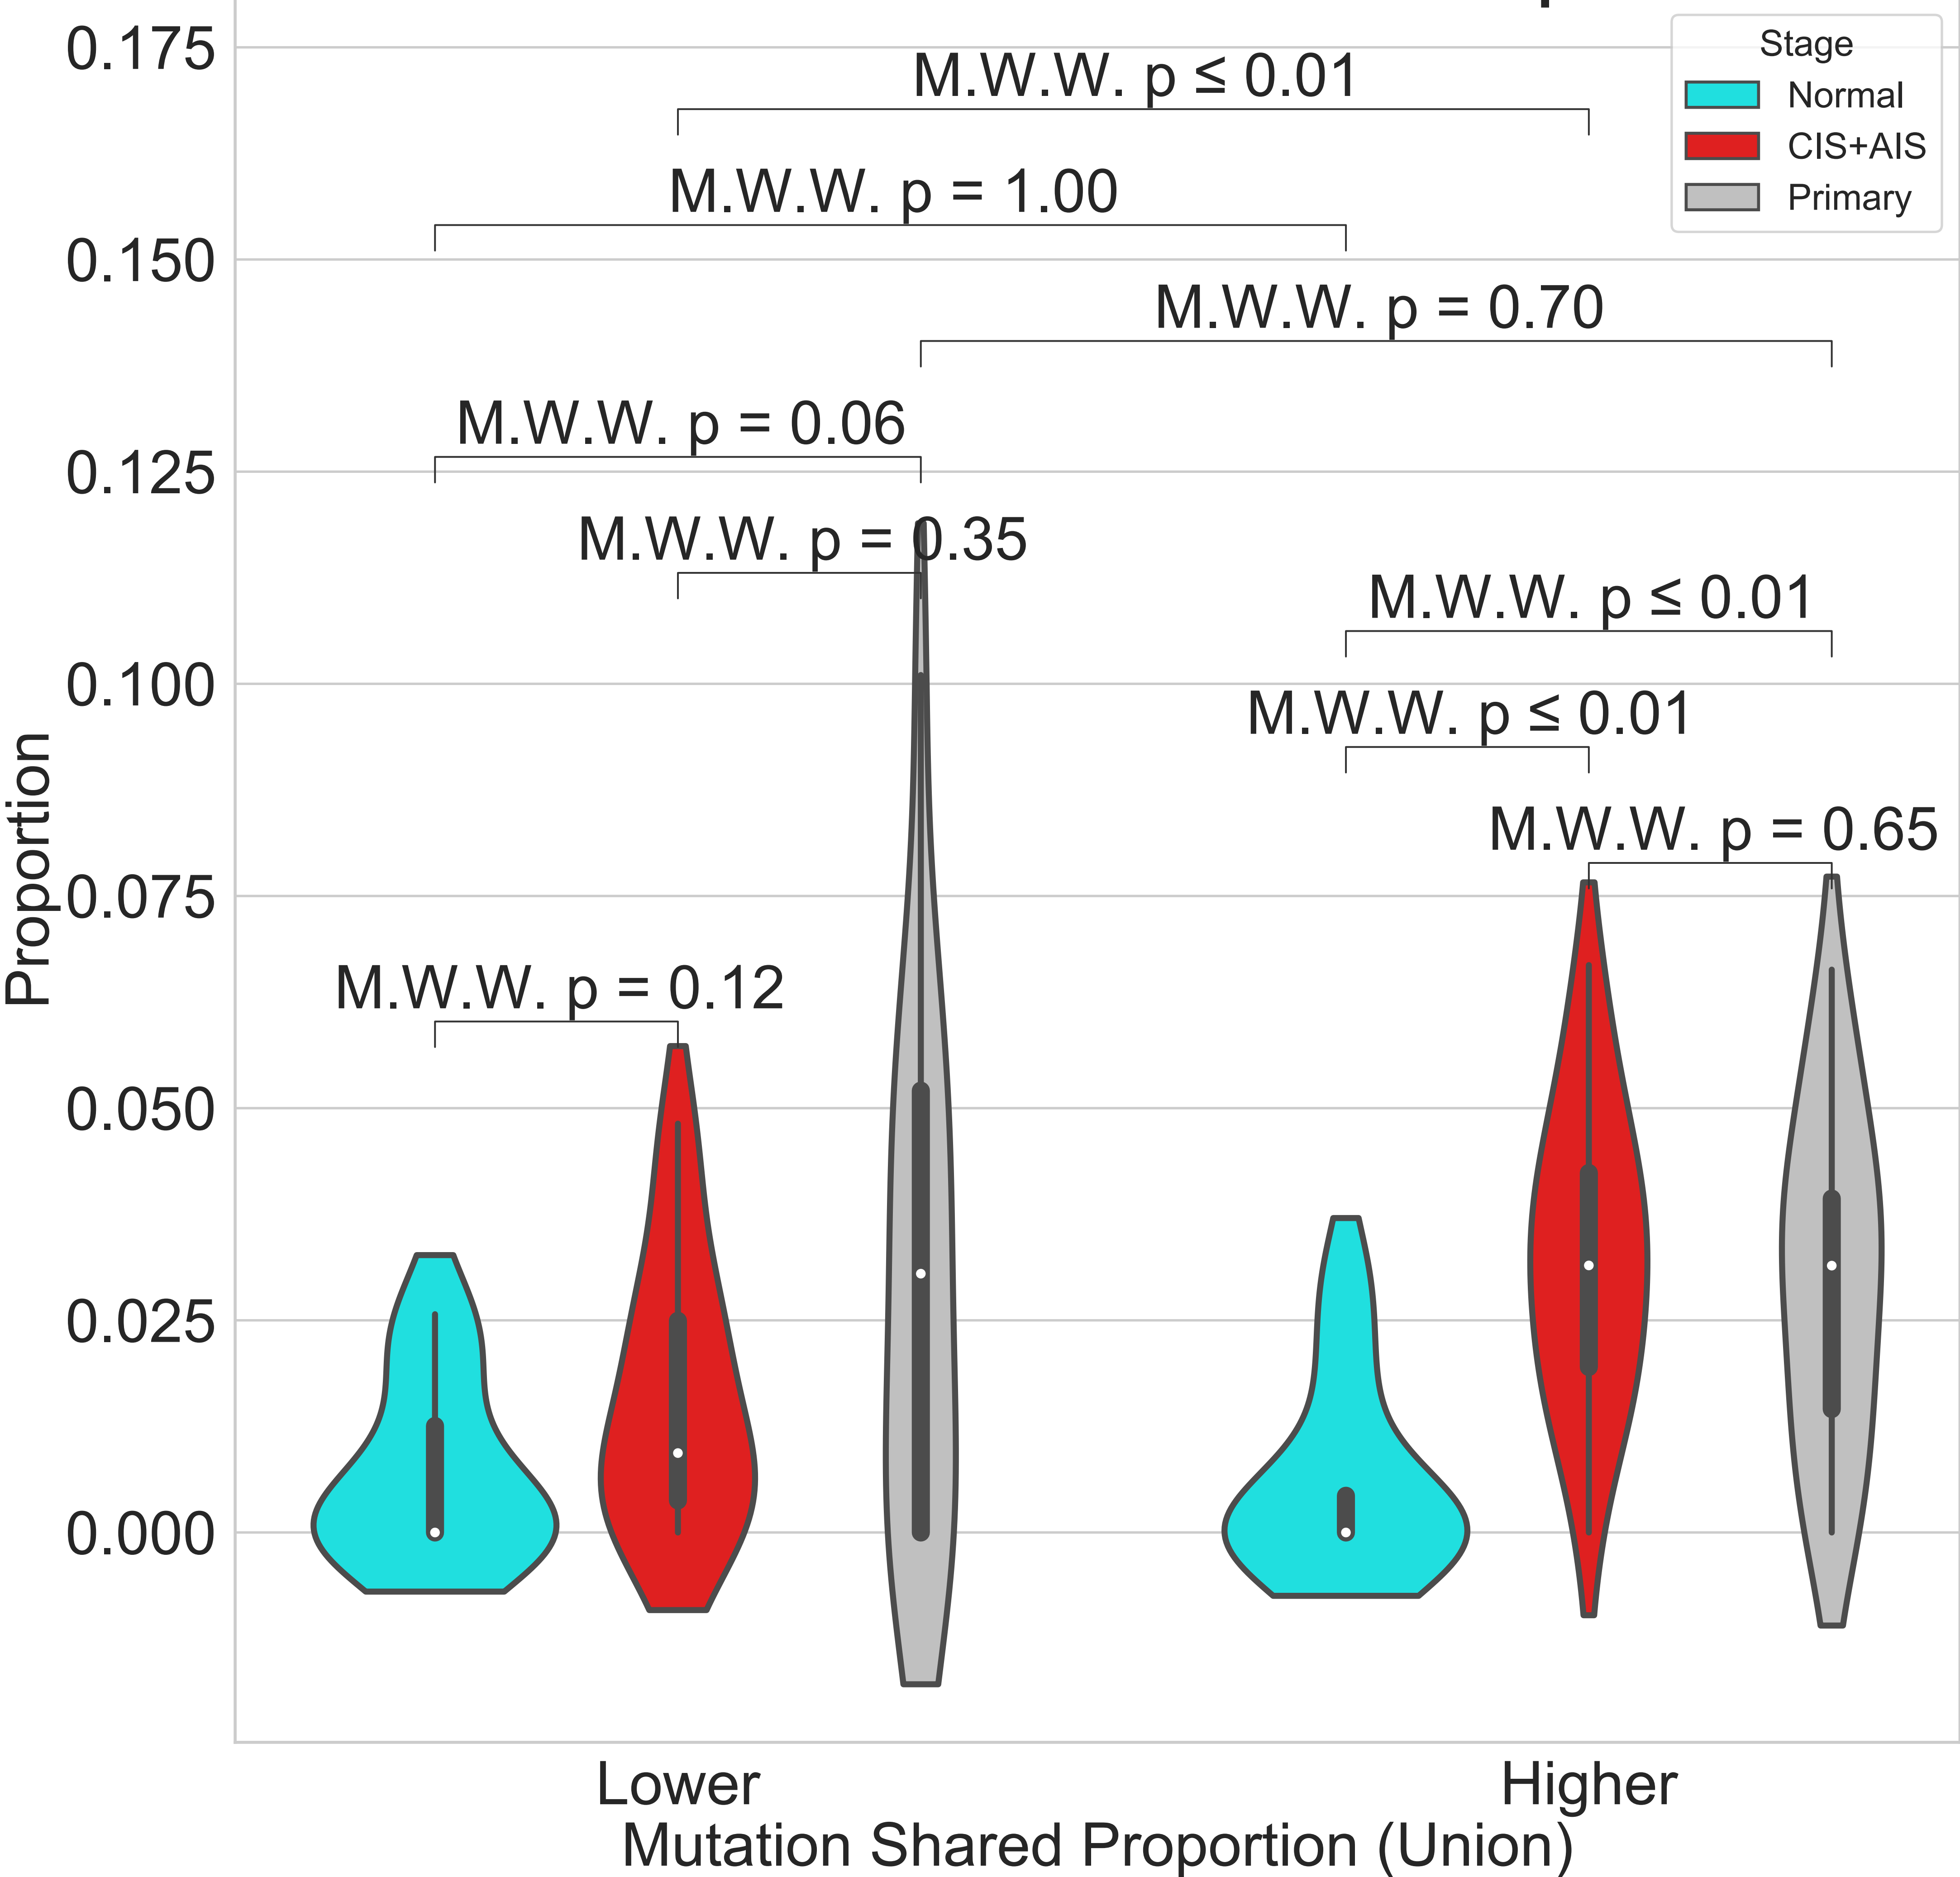 0.175
0.150
0.125
0.100
0.075
0.050
0.025
0.000
Proportion
Stage
Normal
CIS+AIS
Primary
M.W.W. p ≤ 0.01
M.W.W. p = 1.00
M.W.W. p = 0.70
M.W.W. p = 0.06
M.W.W. p = 0.35
M.W.W. p ≤ 0.01
M.W.W. p ≤ 0.01
M.W.W. p = 0.65
M.W.W. p = 0.12
Lower
Higher
Mutation Shared Proportion (Union)